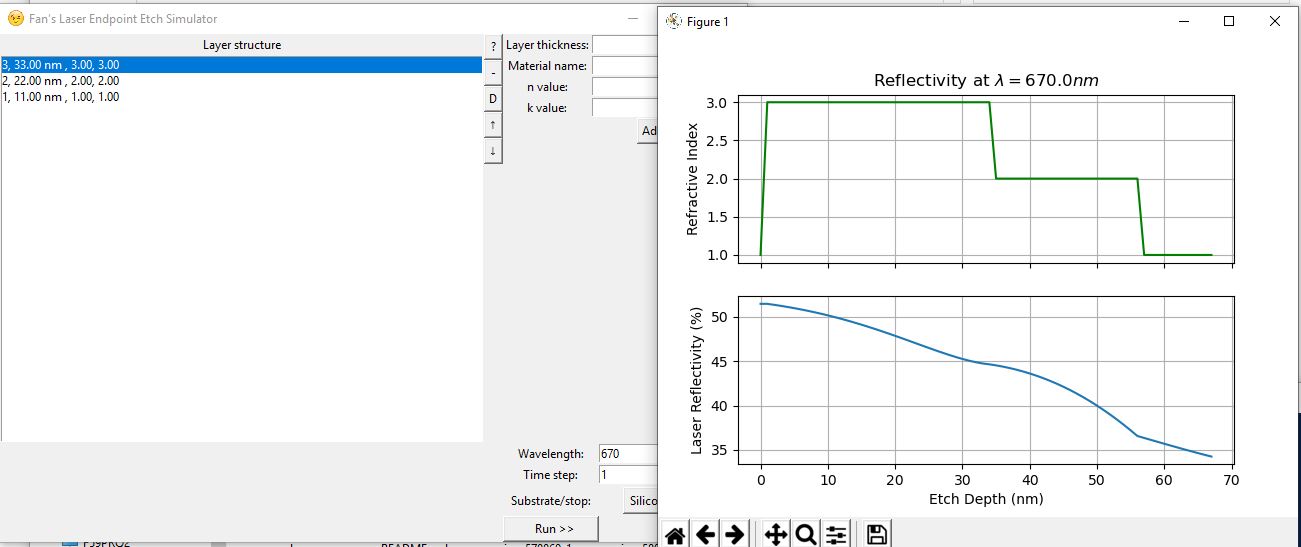 Fan's Laser Endpoint Etch Simulator
Layer structure
3, 33.00 nm , 3.00, 3.00
2, 22.00 nm , 2.00, 2.00
1, 11.00 nm , 1.00, 1.00
?
-
D
↑
↓
Layer thickness:
Material name:
n value:
k value:
Ad
Wavelength: 670
Time step: 1
Substrate/stop: Silico
Run >>
Figure 1
Reflectivity at λ = 670.0nm
Refractive Index
3.0
2.5
2.0
1.5
1.0
Laser Reflectivity (%)
50
45
40
35
0 10 20 30 40 50 60 70
Etch Depth (nm)